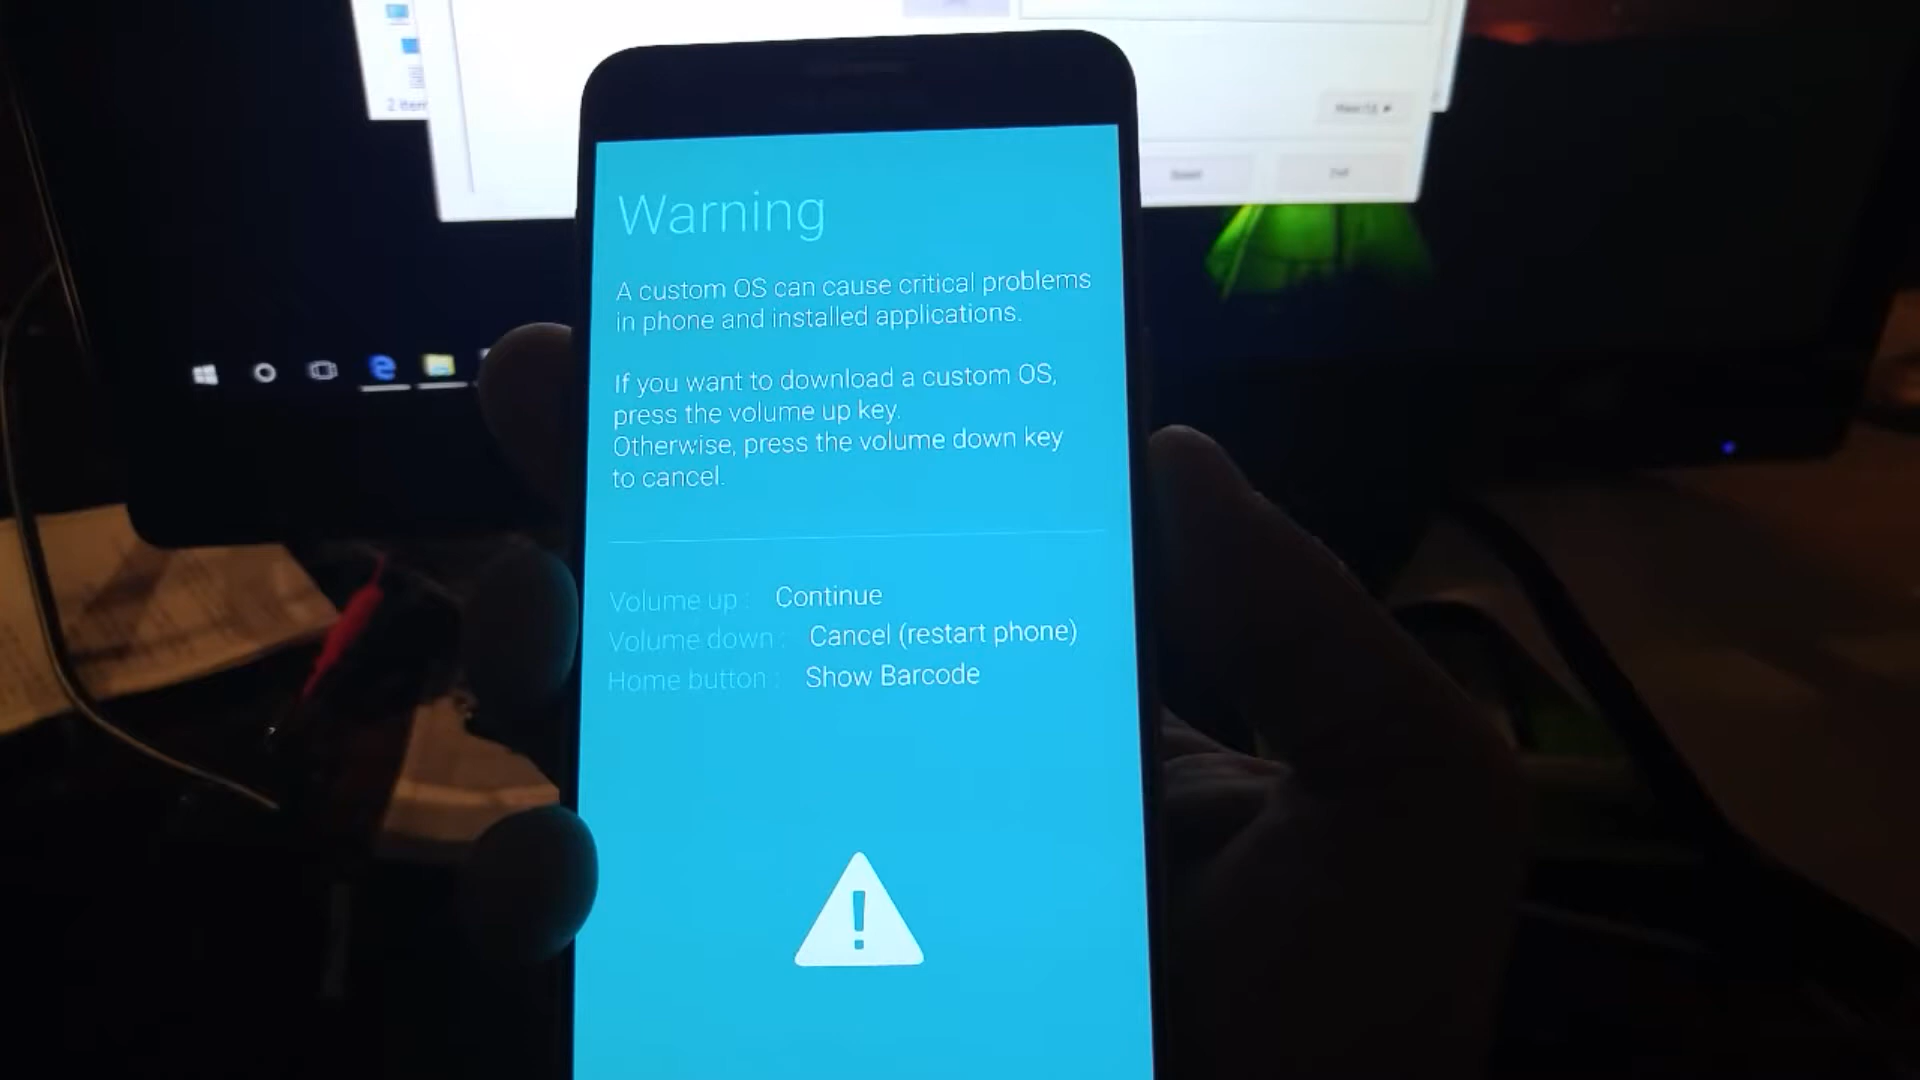 2 item
Warning
A custom OS can cause critical problems
in phone and installed applications.
If you want to download a custom OS,
press the volume up key.
Otherwise, press the volume down key
to cancel.
Volume up : Continue
Volume down : Cancel (restart phone)
Home button : Show Barcode